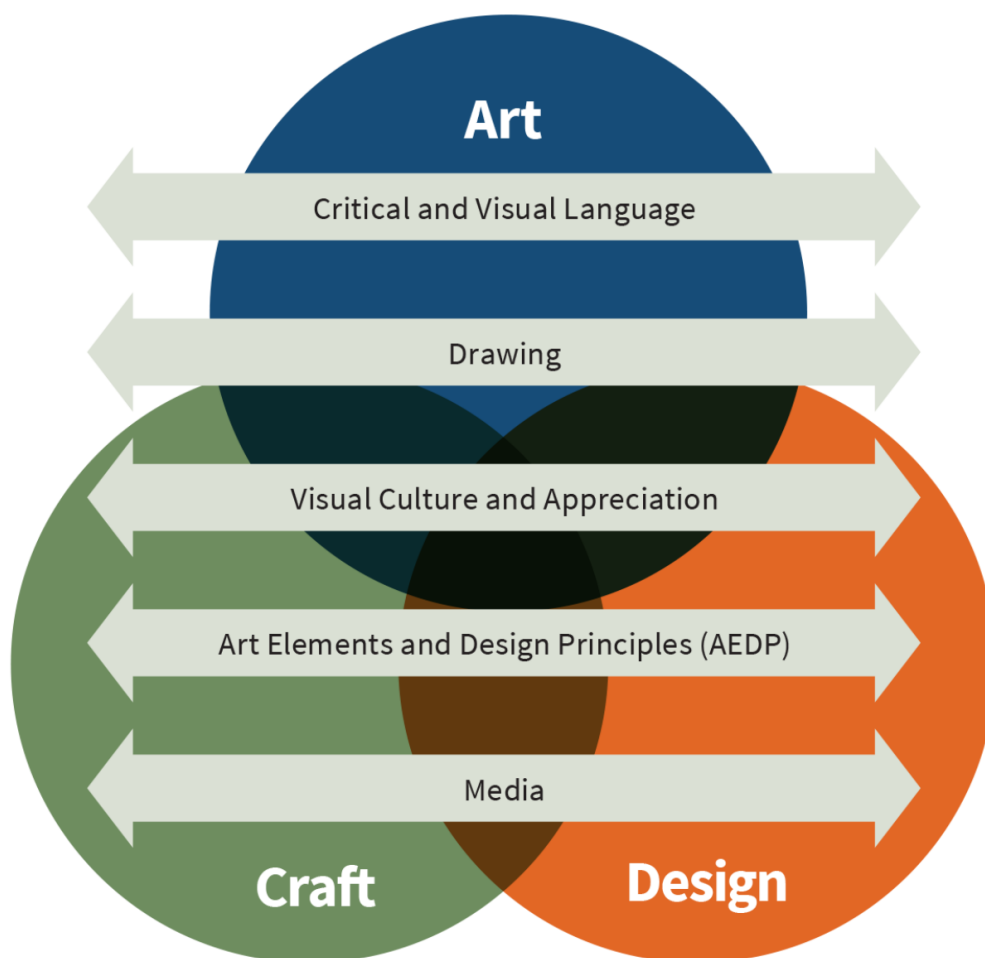 Art
Critical and Visual Language
Drawing
Visual Culture and Appreciation
Art Elements and Design Principles (AEDP)
Media
Craft
Design